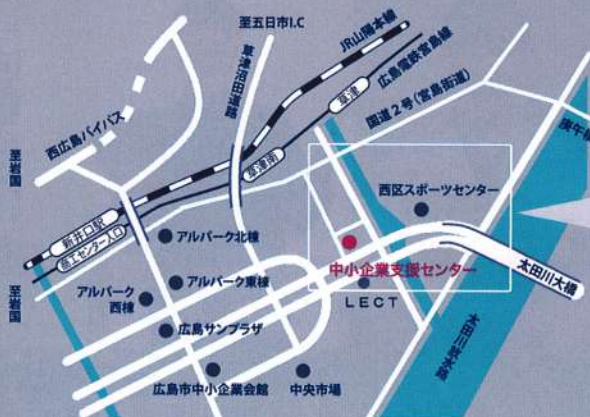 至五日市I.C
JR山陽本線
広島電鉄宮島線
草津沼田道路
草津
国道2号(宮島街道)
西広島バイパス
至岩国
草津南
庚午橋
西区スポーツセンター
新井口駅
商工センター入口
アルパーク北棟
中小企業支援センター
アルパーク東棟
太田川大橋
至岩国
アルパーク
西棟
LECT
広島サンプラザ
太田川放水路
広島市中小企業会館
中央市場